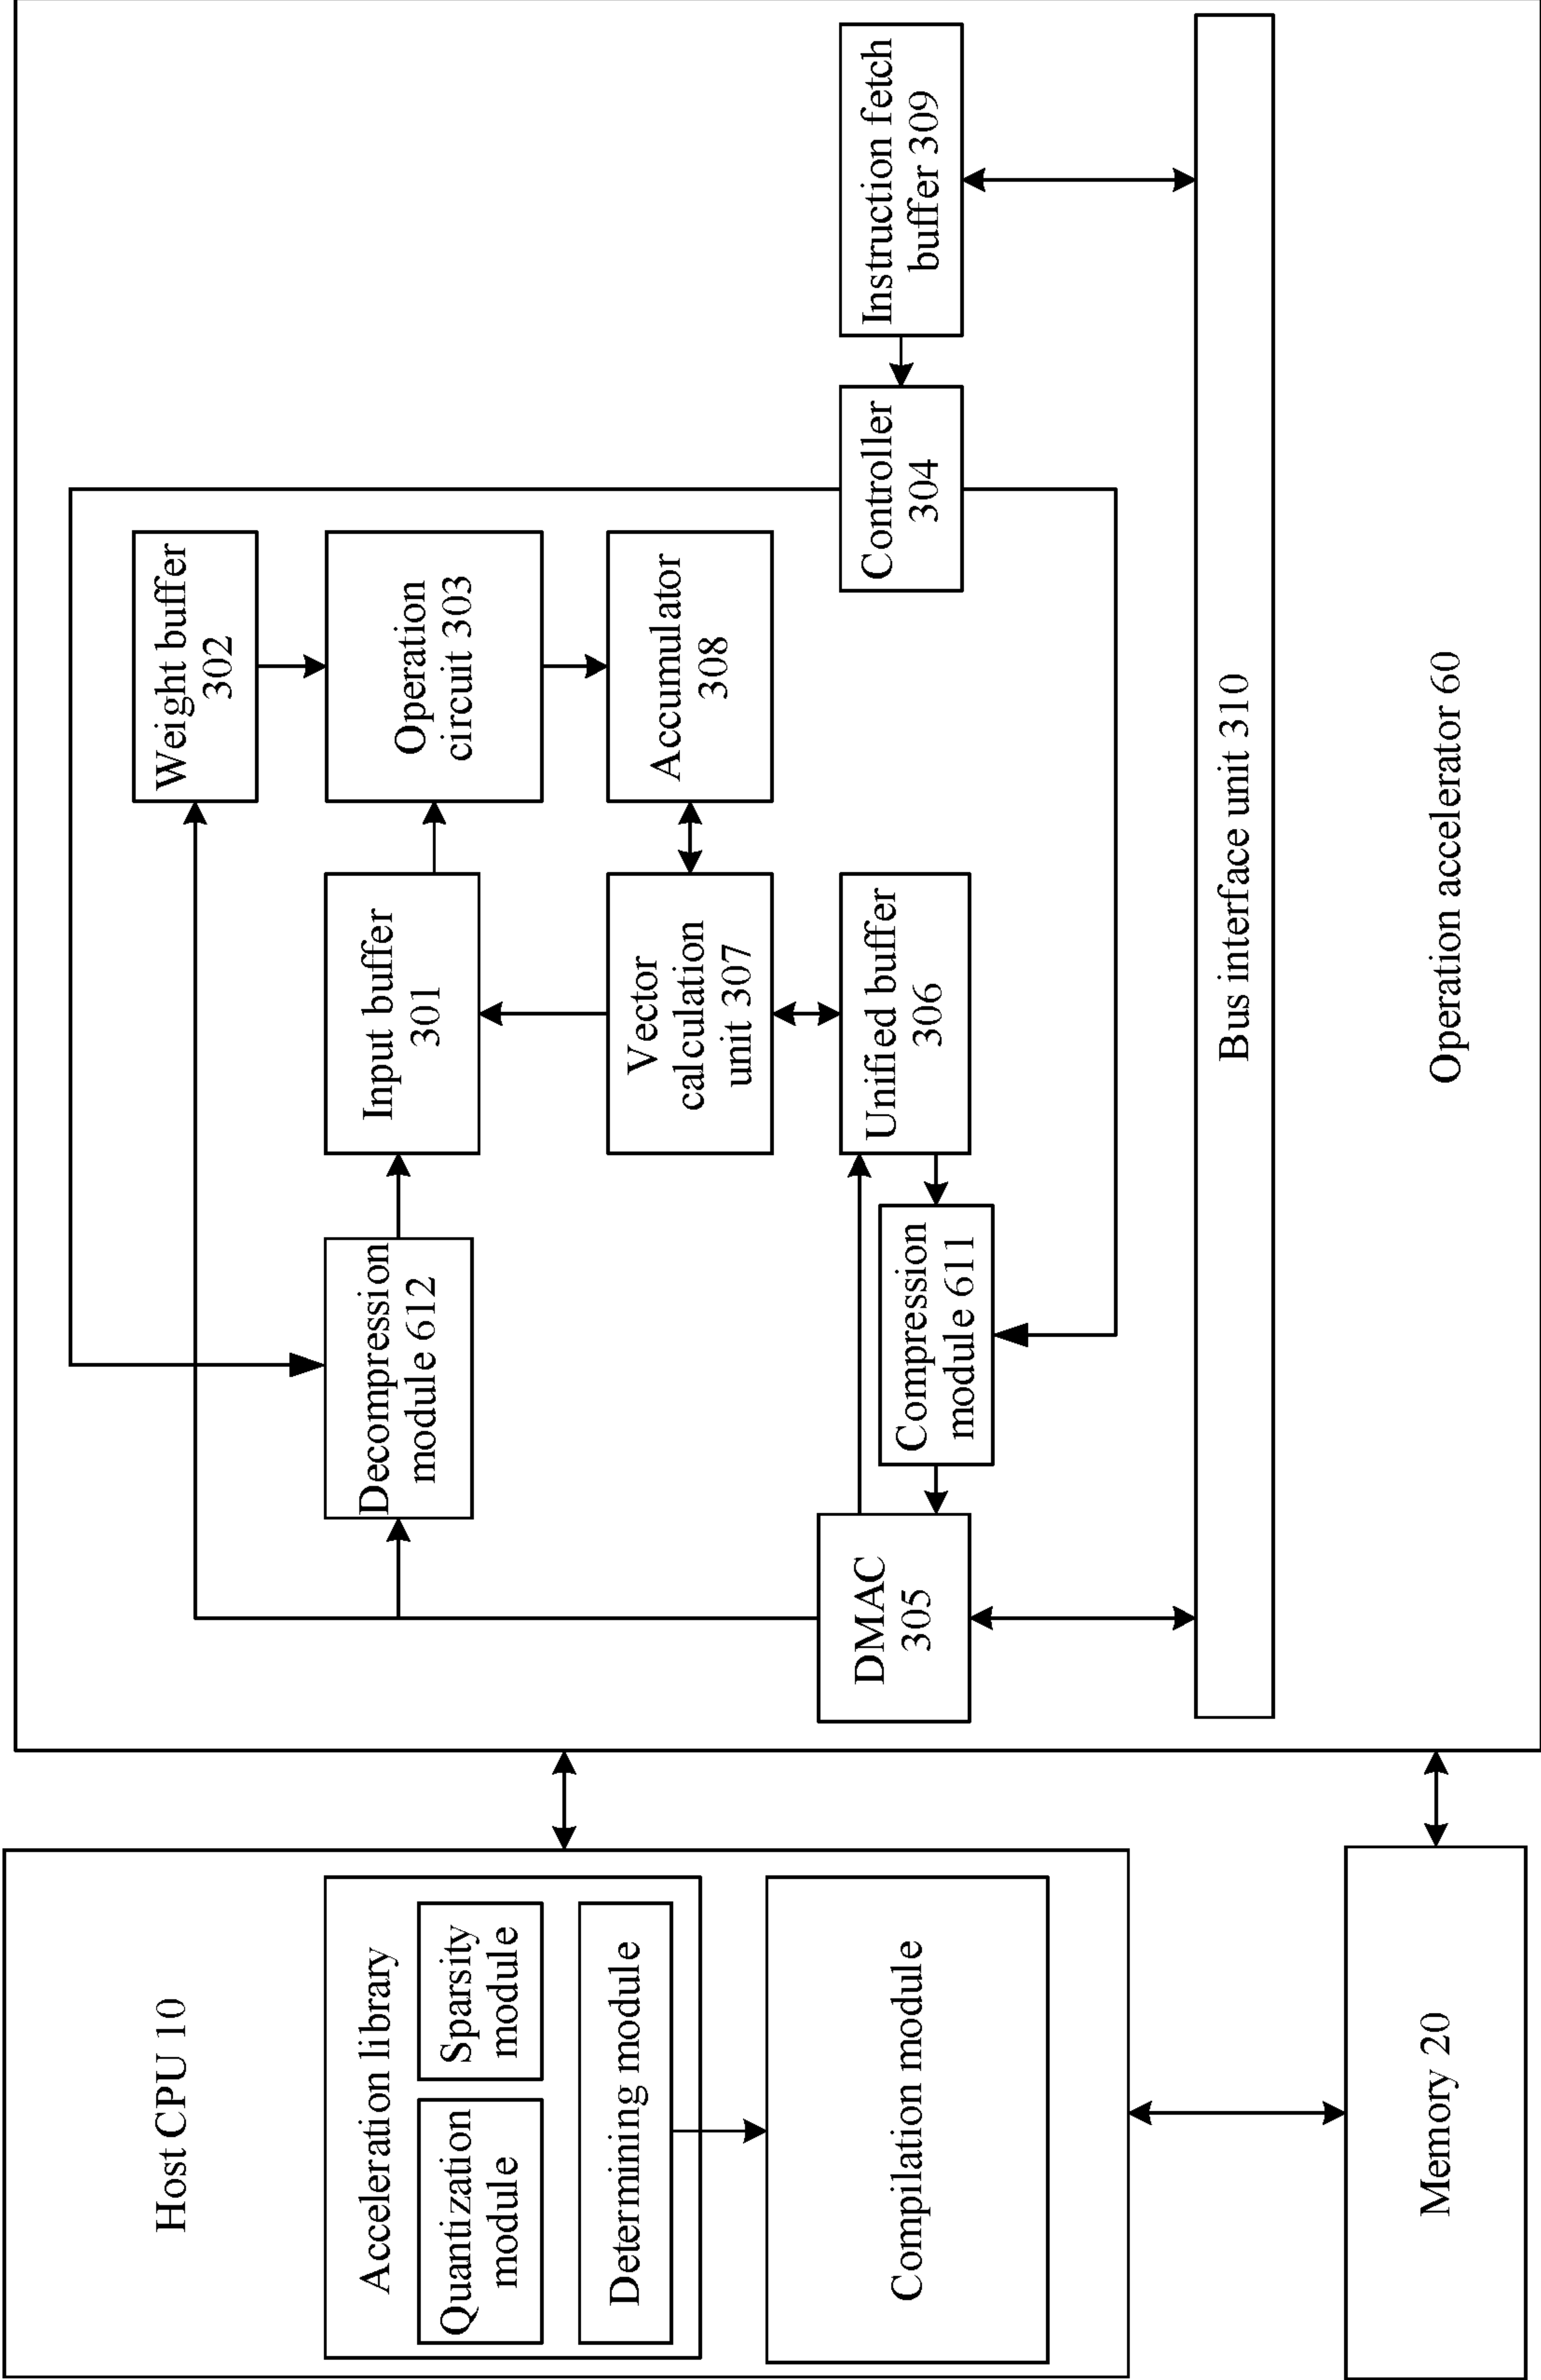 Host CPU 10
Acceleration library
Quantization
module
Sparsity
module
Determining module
Compilation module
Memory 20
Weight buffer
302
Decompression
module 612
Input buffer
301
Operation
circuit 303
Vector
calculation
unit 307
Accumulator
308
DMAC
305
Compression
module 611
Unified buffer
306
Controller
304
Instruction fetch
buffer 309
Bus interface unit 310
Operation accelerator 60